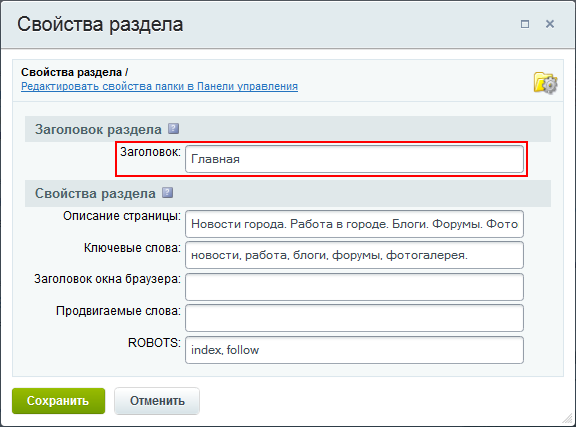 Свойства раздела
Свойства раздела /
Редактировать свойства папки в Панели управления
Заголовок раздела ?
Заголовок: Главная
Свойства раздела ?
Описание страницы: Новости города. Работа в городе. Блоги. Форумы. Фото
Ключевые слова: новости, работа, блоги, форумы, фотогалерея.
Заголовок окна браузера:
Продвигаемые слова:
ROBOTS: index, follow
Сохранить Отменить